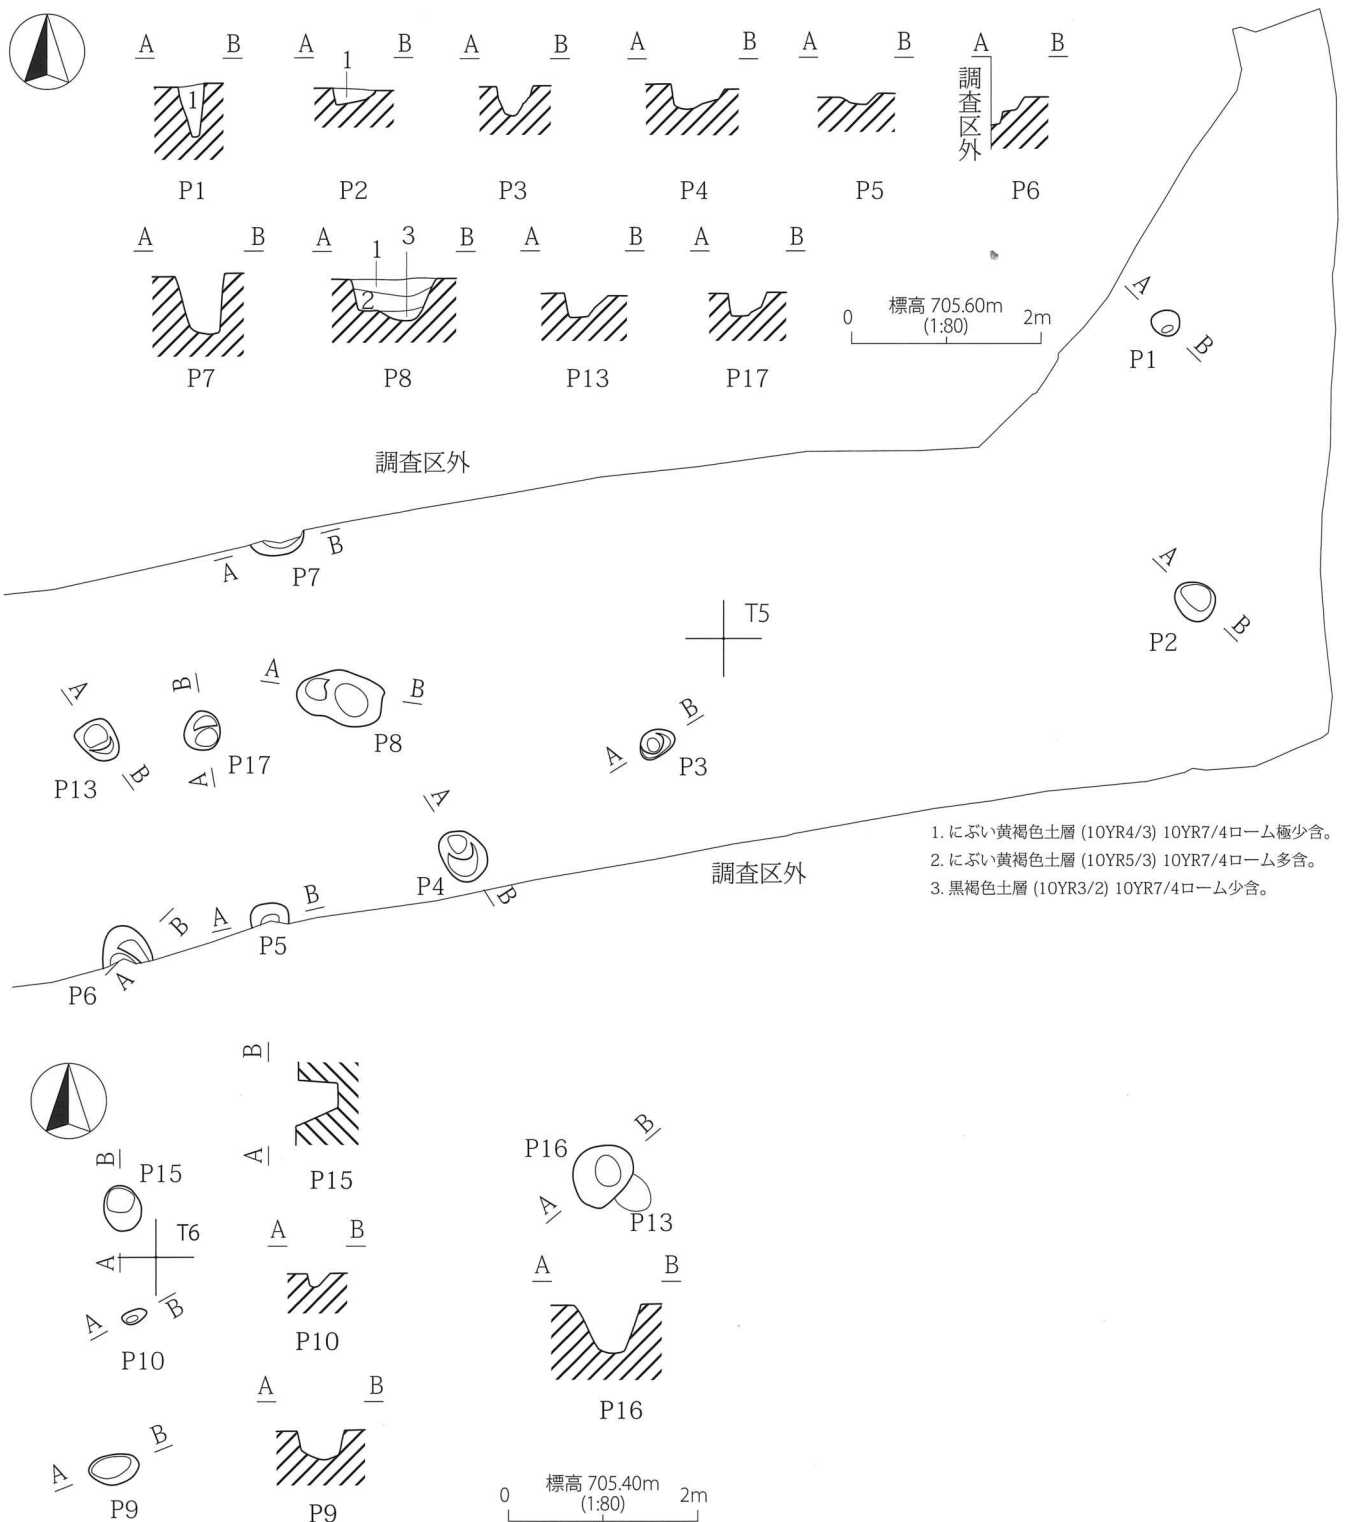 A B A B A B A B A B A B
1
1
調査区外
P1 P2 P3 P4 P5 P6
A B A B A B A B
1 3
2
P7 P8 P13 P17
標高 705.60m
0 (1:80) 2m
A
B
P1
調査区外
A B
P7
T5
A
B
P2
A
B
P13
B
A
P17
A B
P8
A B
P3
A
B
P4
調査区外
1. にぶい黄褐色土層 (10YR4/3) 10YR7/4ローム極少含。
2. にぶい黄褐色土層 (10YR5/3) 10YR7/4ローム多含。
3. 黒褐色土層 (10YR3/2) 10YR7/4ローム少含。
A B
P5
B
A
P6
B
A
P15
B
P15
A
T6
A B
P10
A B
P10
A B
P9
A B
P9
P16
B
A
P13
A B
P16
標高 705.40m
0 (1:80) 2m